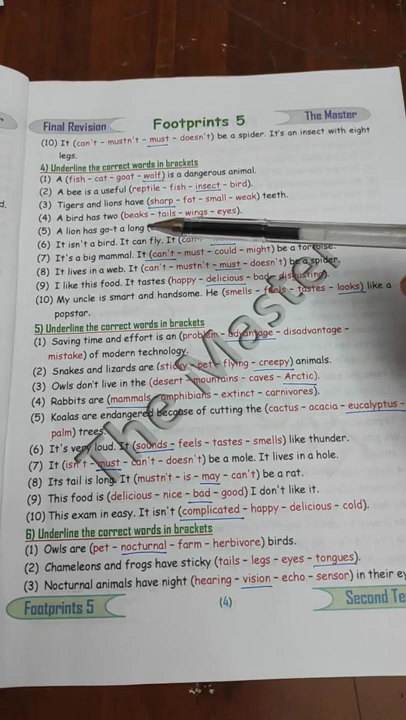 Final Revision
Footprints 5
The Master
(10) It (can't - mustn't - must - doesn't) be a spider. It's an insect with eight
legs.
4) Underline the correct words in brackets
(1) A (fish - cat - goat - wolf) is a dangerous animal.
(2) A bee is a useful (reptile - fish - insect - bird).
(3) Tigers and lions have (sharp - fat - small - weak) teeth.
(4) A bird has two (beaks - tails - wings - eyes).
(5) A lion has go-t a long
(6) It isn't a bird. It can fly. It (can
(7) It's a big mammal. It (can't - must - could - might) be a tortoise.
(8) It lives in a web. It (can't - mustn't - must - doesn't) be a spider.
(9) I like this food. It tastes (happy - delicious - bad - disgusting).
(10) My uncle is smart and handsome. He (smells - feels - tastes - looks) like a
popstar.
5) Underline the correct words in brackets
(1) Saving time and effort is an (problem - advantage - disadvantage -
mistake) of modern technology.
(2) Snakes and lizards are (sticky - pet - flying - creepy) animals.
(3) Owls don't live in the (desert - mountains - caves - Arctic).
(4) Rabbits are (mammals - amphibians - extinct - carnivores).
(5) Koalas are endangered because of cutting the (cactus - acacia - eucalyptus -
palm) trees.
(6) It's very loud. It (sounds - feels - tastes - smells) like thunder.
(7) It (isn't - must - can't - doesn't) be a mole. It lives in a hole.
(8) Its tail is long. It (mustn't - is - may - can't) be a rat.
(9) This food is (delicious - nice - bad - good) I don't like it.
(10) This exam in easy. It isn't (complicated - happy - delicious - cold).
6) Underline the correct words in brackets
(1) Owls are (pet - nocturnal - farm - herbivore) birds.
(2) Chameleons and frogs have sticky (tails - legs - eyes - tongues).
(3) Nocturnal animals have night (hearing - vision - echo - sensor) in their
Footprints 5
(4)
Second
The Master